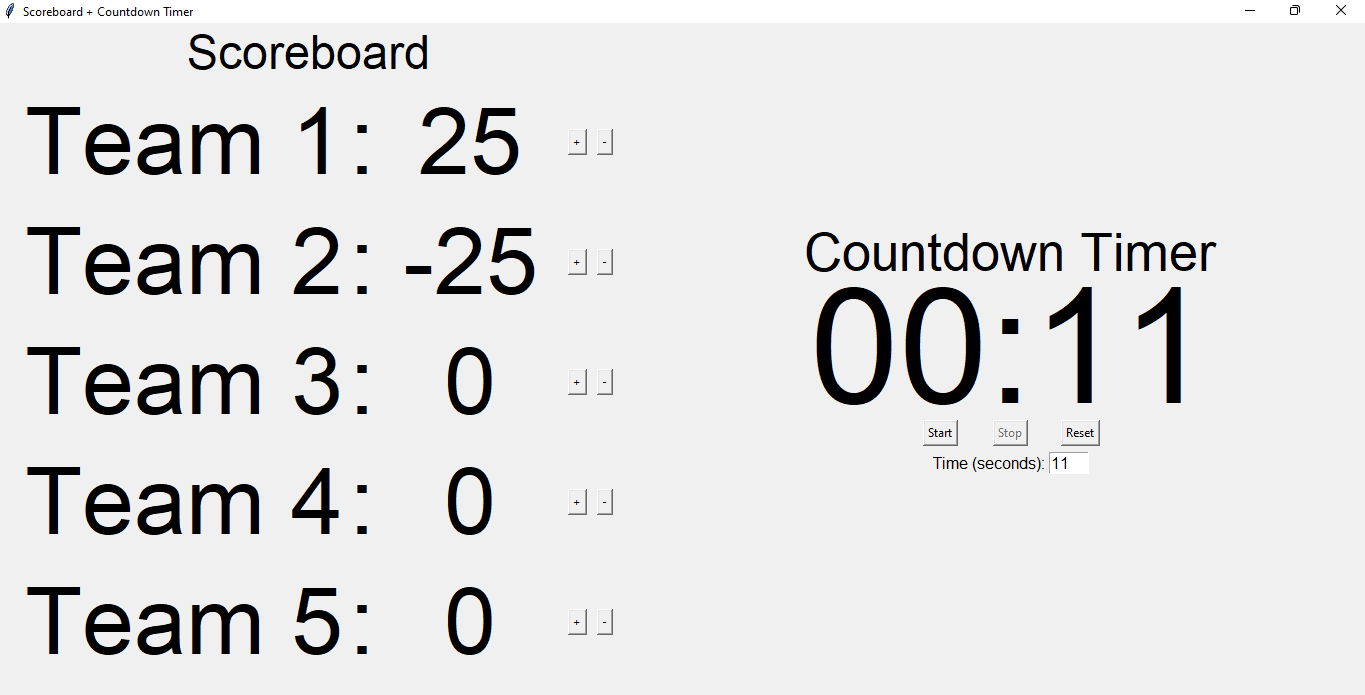 Scoreboard + Countdown Timer
Scoreboard
Team 1: 25 + -
Team 2: -25 + -
Team 3: 0 + -
Team 4: 0 + -
Team 5: 0 + -
Countdown Timer
00:11
Start Stop Reset
Time (seconds): 11